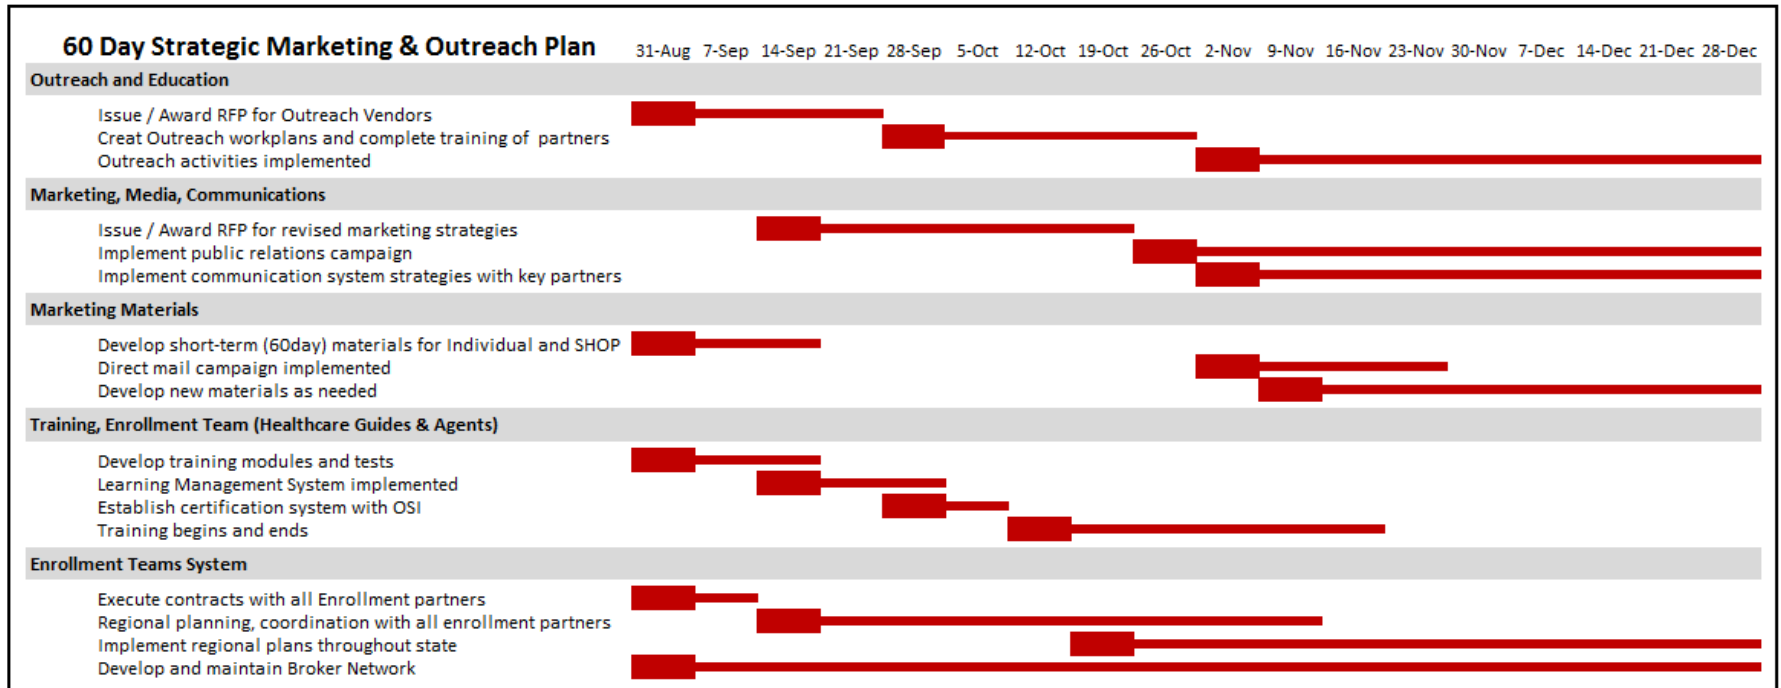 60 Day Strategic Marketing & Outreach Plan 31-Aug 7-Sep 14-Sep 21-Sep 28-Sep 5-Oct 12-Oct 19-Oct 26-Oct 2-Nov 9-Nov 16-Nov 23-Nov 30-Nov 7-Dec 14-Dec 21-Dec 28-Dec
Outreach and Education
Issue / Award RFP for Outreach Vendors
Creat Outreach workplans and complete training of partners
Outreach activities implemented
Marketing, Media, Communications
Issue / Award RFP for revised marketing strategies
Implement public relations campaign
Implement communication system strategies with key partners
Marketing Materials
Develop short-term (60day) materials for Individual and SHOP
Direct mail campaign implemented
Develop new materials as needed
Training, Enrollment Team (Healthcare Guides & Agents)
Develop training modules and tests
Learning Management System implemented
Establish certification system with OSI
Training begins and ends
Enrollment Teams System
Execute contracts with all Enrollment partners
Regional planning, coordination with all enrollment partners
Implement regional plans throughout state
Develop and maintain Broker Network